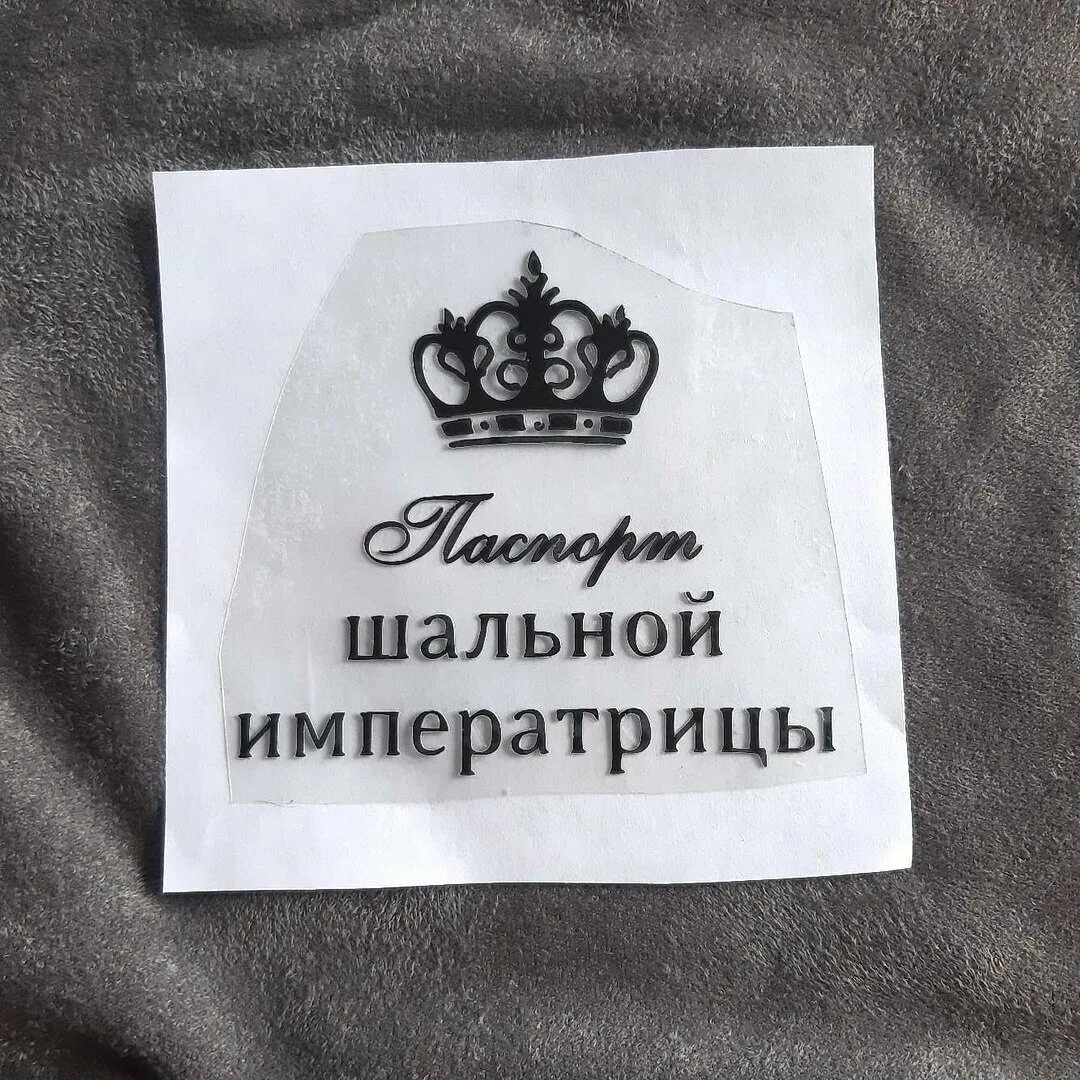 Паспорт
шальной
императрицы